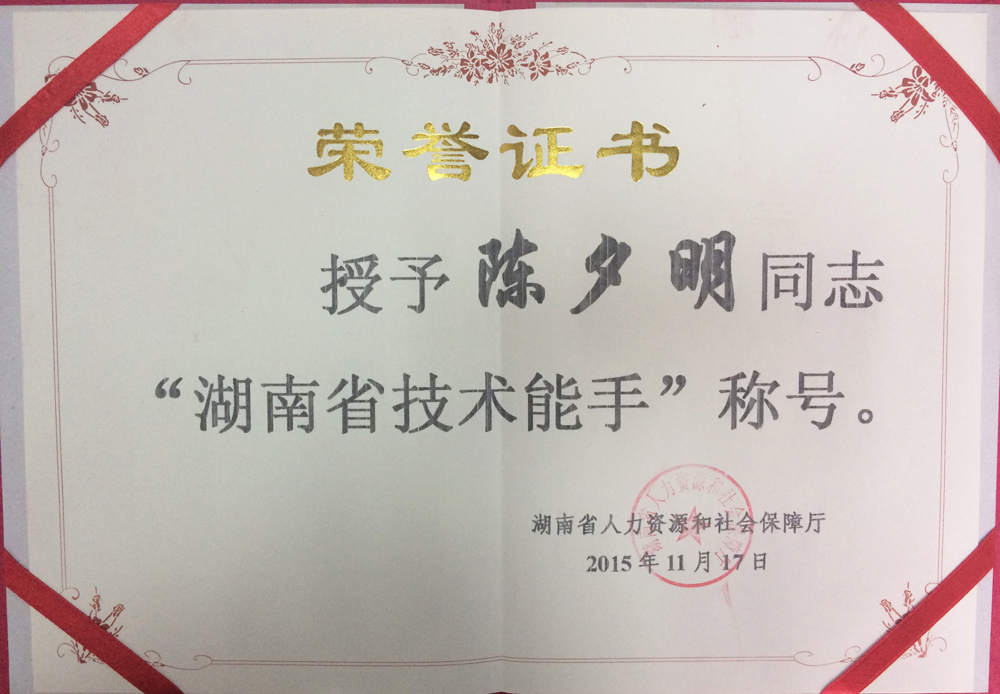 荣誉证书
授予陈夕明同志
“湖南省技术能手”称号。
湖南省人力资源和社会保障厅
2015年11月17日